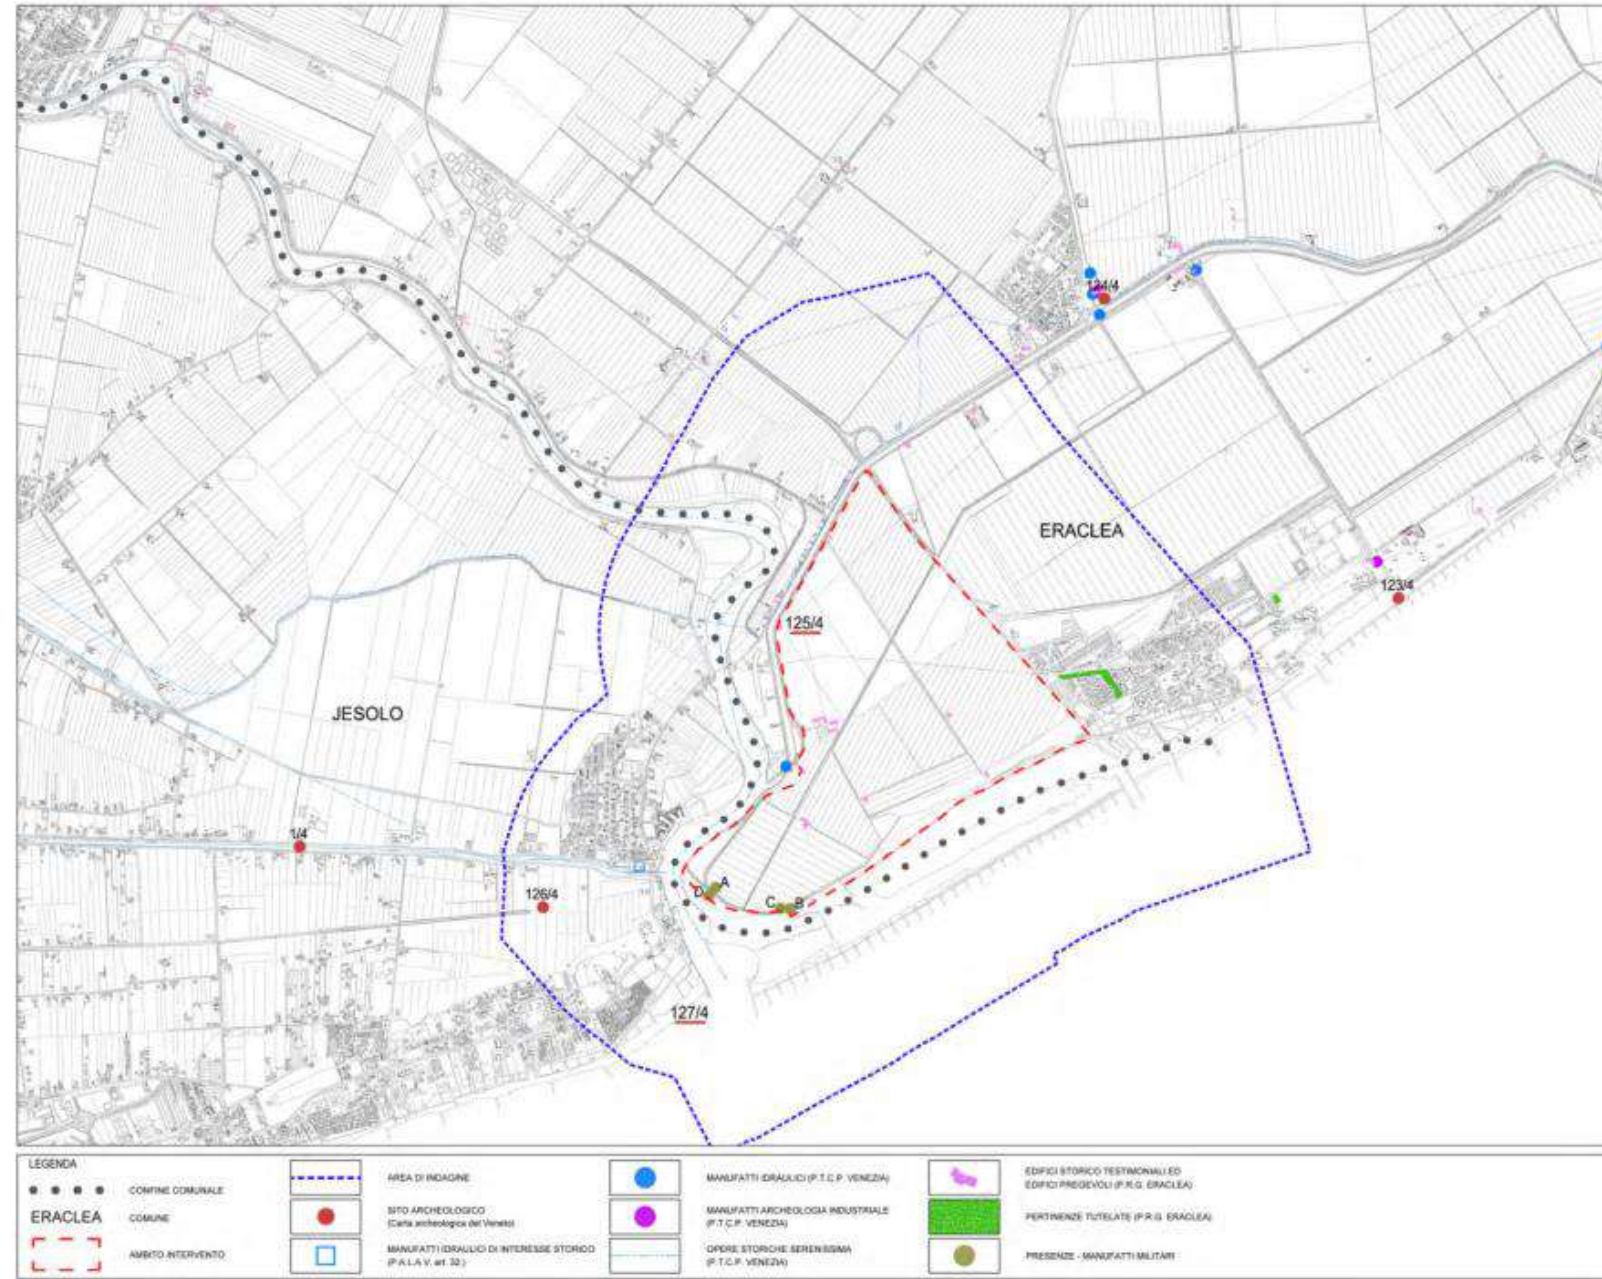 124/4
ERACLEA
123/4
125/4
JESOLO
1/4
126/4
D
A
C
B
127/4
LEGENDA
CONFINE COMUNALE
ERACLEA
COMUNE
AMBITO INTERVENTO
AREA DI INDAGINE
SITO ARCHEOLOGICO
(Carta archeologica del Veneto)
MANUFATTI IDRAULICI DI INTERESSE STORICO
(P.A.L.A.V. art. 32.)
MANUFATTI IDRAULICI (P.T.C.P. VENEZIA)
MANUFATTI ARCHEOLOGIA INDUSTRIALE
(P.T.C.P. VENEZIA)
OPERE STORICHE SERENISSIMA
(P.T.C.P. VENEZIA)
EDIFICI STORICO TESTIMONIALI ED
EDIFICI PREGEVOLI (P.R.G. ERACLEA)
PERTINENZE TUTELATE (P.R.G. ERACLEA)
PRESENZE - MANUFATTI MILITARI